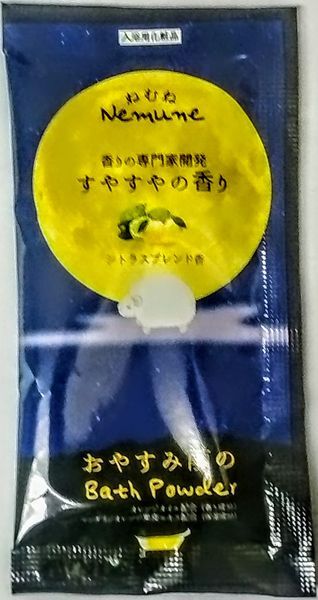 入浴用化粧品
ねむね
Nemune
香りの専門家開発
すやすやの香り
シトラスブレンド香
おやすみ前の
Bath Powder